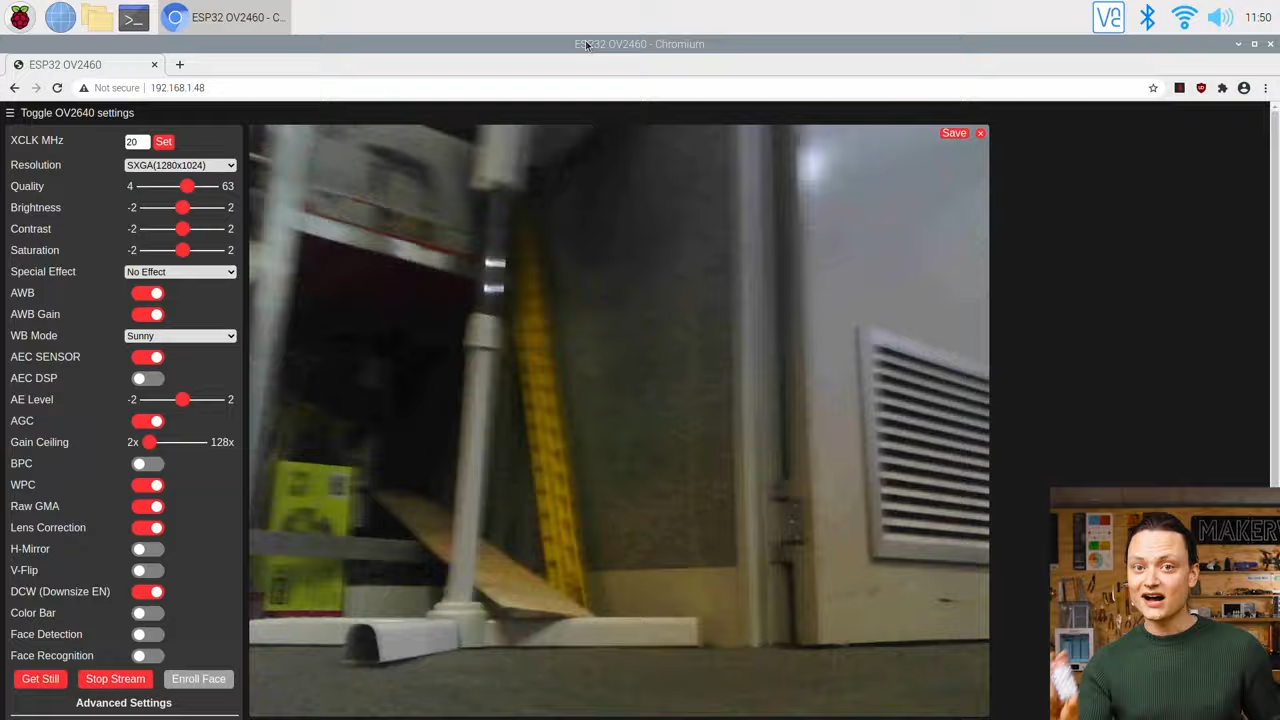 ESP32 OV2460 - C...
11:50
ESP32 OV2460 - Chromium
ESP32 OV2460
Not secure 192.168.1.48
Toggle OV2640 settings
Save
XCLK MHz 20 Set
Resolution SXGA(1280x1024)
Quality 4 63
Brightness -2 2
Contrast -2 2
Saturation -2 2
Special Effect No Effect
AWB
AWB Gain
WB Mode Sunny
AEC SENSOR
AEC DSP
AE Level -2 2
AGC
Gain Ceiling 2x 128x
BPC
WPC
Raw GMA
Lens Correction
H-Mirror
V-Flip
DCW (Downsize EN)
Color Bar
Face Detection
Face Recognition
Get Still Stop Stream Enroll Face
Advanced Settings
MAKER